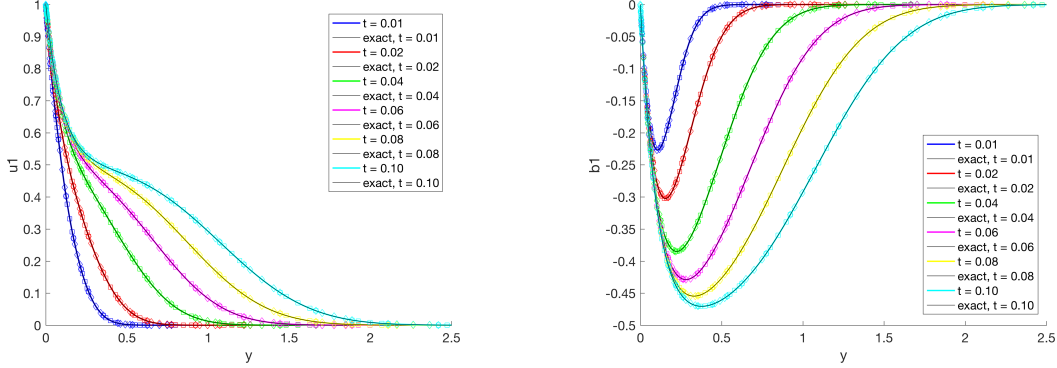 1
0.9
0.8
0.7
0.6
0.5
0.4
0.3
0.2
0.1
0
u1
0
0.5
1
1.5
2
2.5
y
t = 0.01
exact, t = 0.01
t = 0.02
exact, t = 0.02
t = 0.04
exact, t = 0.04
t = 0.06
exact, t = 0.06
t = 0.08
exact, t = 0.08
t = 0.10
exact, t = 0.10
0
-0.05
-0.1
-0.15
-0.2
-0.25
-0.3
-0.35
-0.4
-0.45
-0.5
b1
0
0.5
1
1.5
2
2.5
y
t = 0.01
exact, t = 0.01
t = 0.02
exact, t = 0.02
t = 0.04
exact, t = 0.04
t = 0.06
exact, t = 0.06
t = 0.08
exact, t = 0.08
t = 0.10
exact, t = 0.10